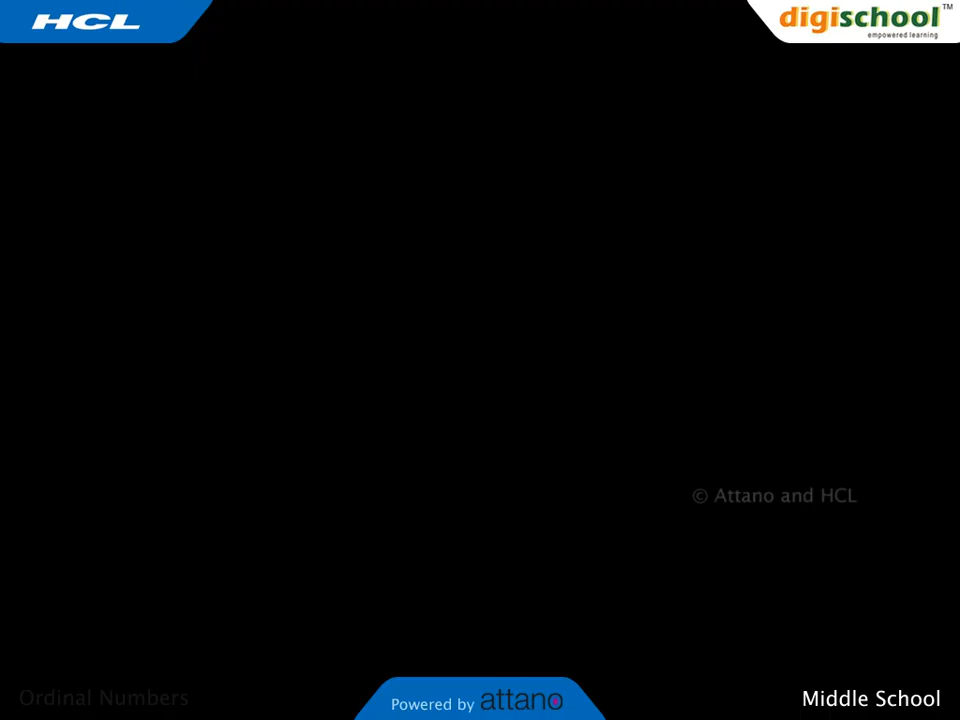 HCL
digischool™
empowered learning
© Attano and HCL
Ordinal Numbers
Powered by attano
Middle School